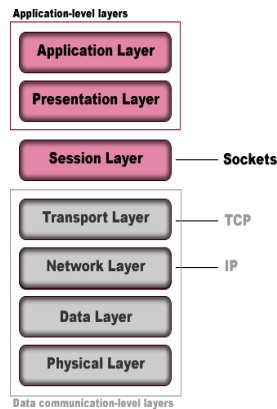 Application-level layers
Application Layer
Presentation Layer
Session Layer
Sockets
Transport Layer
TCP
Network Layer
IP
Data Layer
Physical Layer
Data communication-level layers